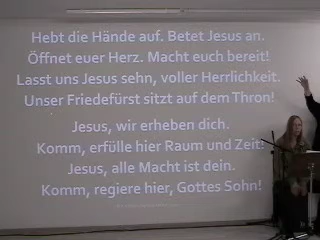 Hebt die Hände auf. Betet Jesus an.
Öffnet euer Herz. Macht euch bereit!
Lasst uns Jesus sehn, voller Herrlichkeit.
Unser Friedefürst sitzt auf dem Thron!
Jesus, wir erheben dich.
Komm, erfülle hier Raum und Zeit!
Jesus, alle Macht ist dein.
Komm, regiere hier, Gottes Sohn!